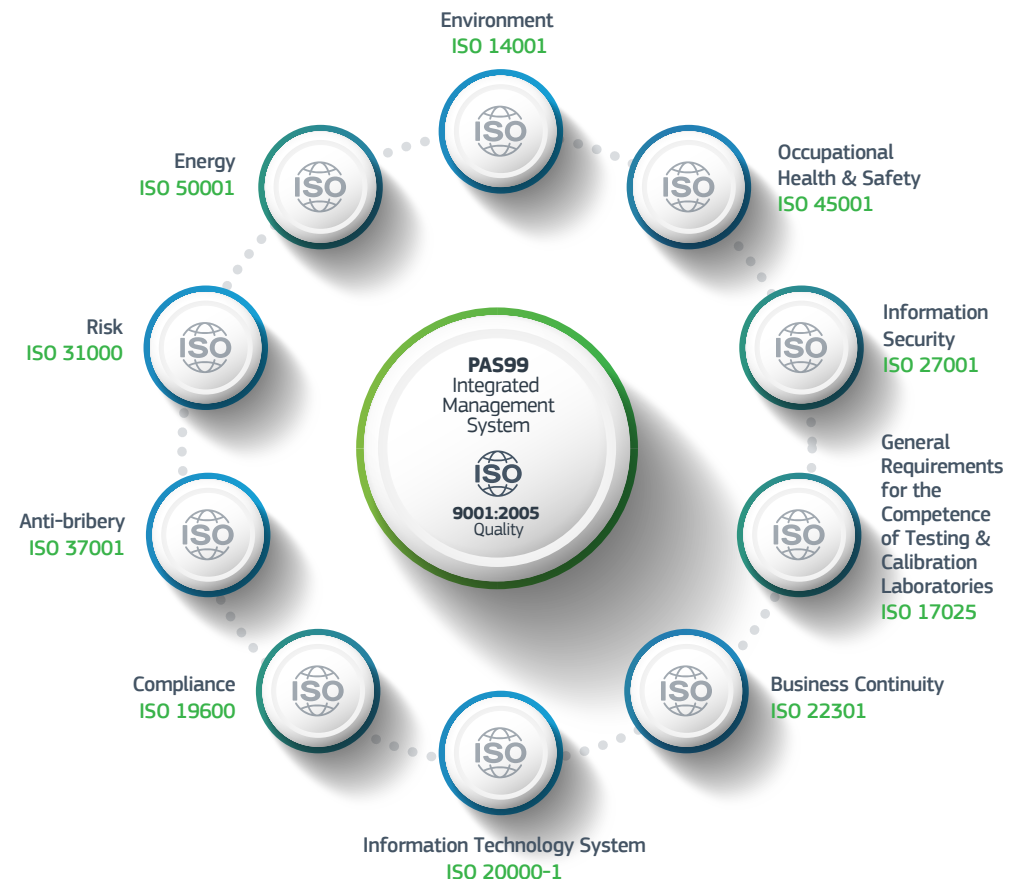 Environment
ISO 14001
ISO
Energy
ISO 50001
ISO
ISO
Occupational
Health & Safety
ISO 45001
Risk
ISO 31000
ISO
ISO
Information
Security
ISO 27001
PAS99
Integrated
Management
System
ISO
9001:2005
Quality
Anti-bribery
ISO 37001
ISO
ISO
General
Requirements
for the
Competence
of Testing &
Calibration
Laboratories
ISO 17025
Compliance
ISO 19600
ISO
ISO
Business Continuity
ISO 22301
ISO
Information Technology System
ISO 20000-1